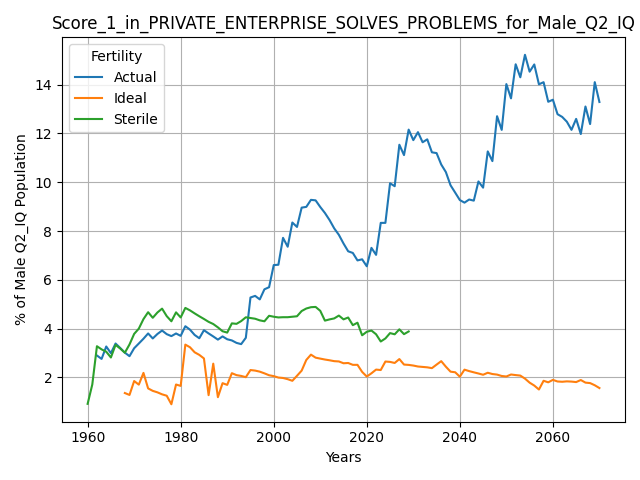 Score_1_in_PRIVATE_ENTERPRISE_SOLVES_PROBLEMS_for_Male_Q2_IQ
Fertility
Actual
Ideal
Sterile
% of Male Q2_IQ Population
14
12
10
8
6
4
2
1960
1980
2000
2020
2040
2060
Years